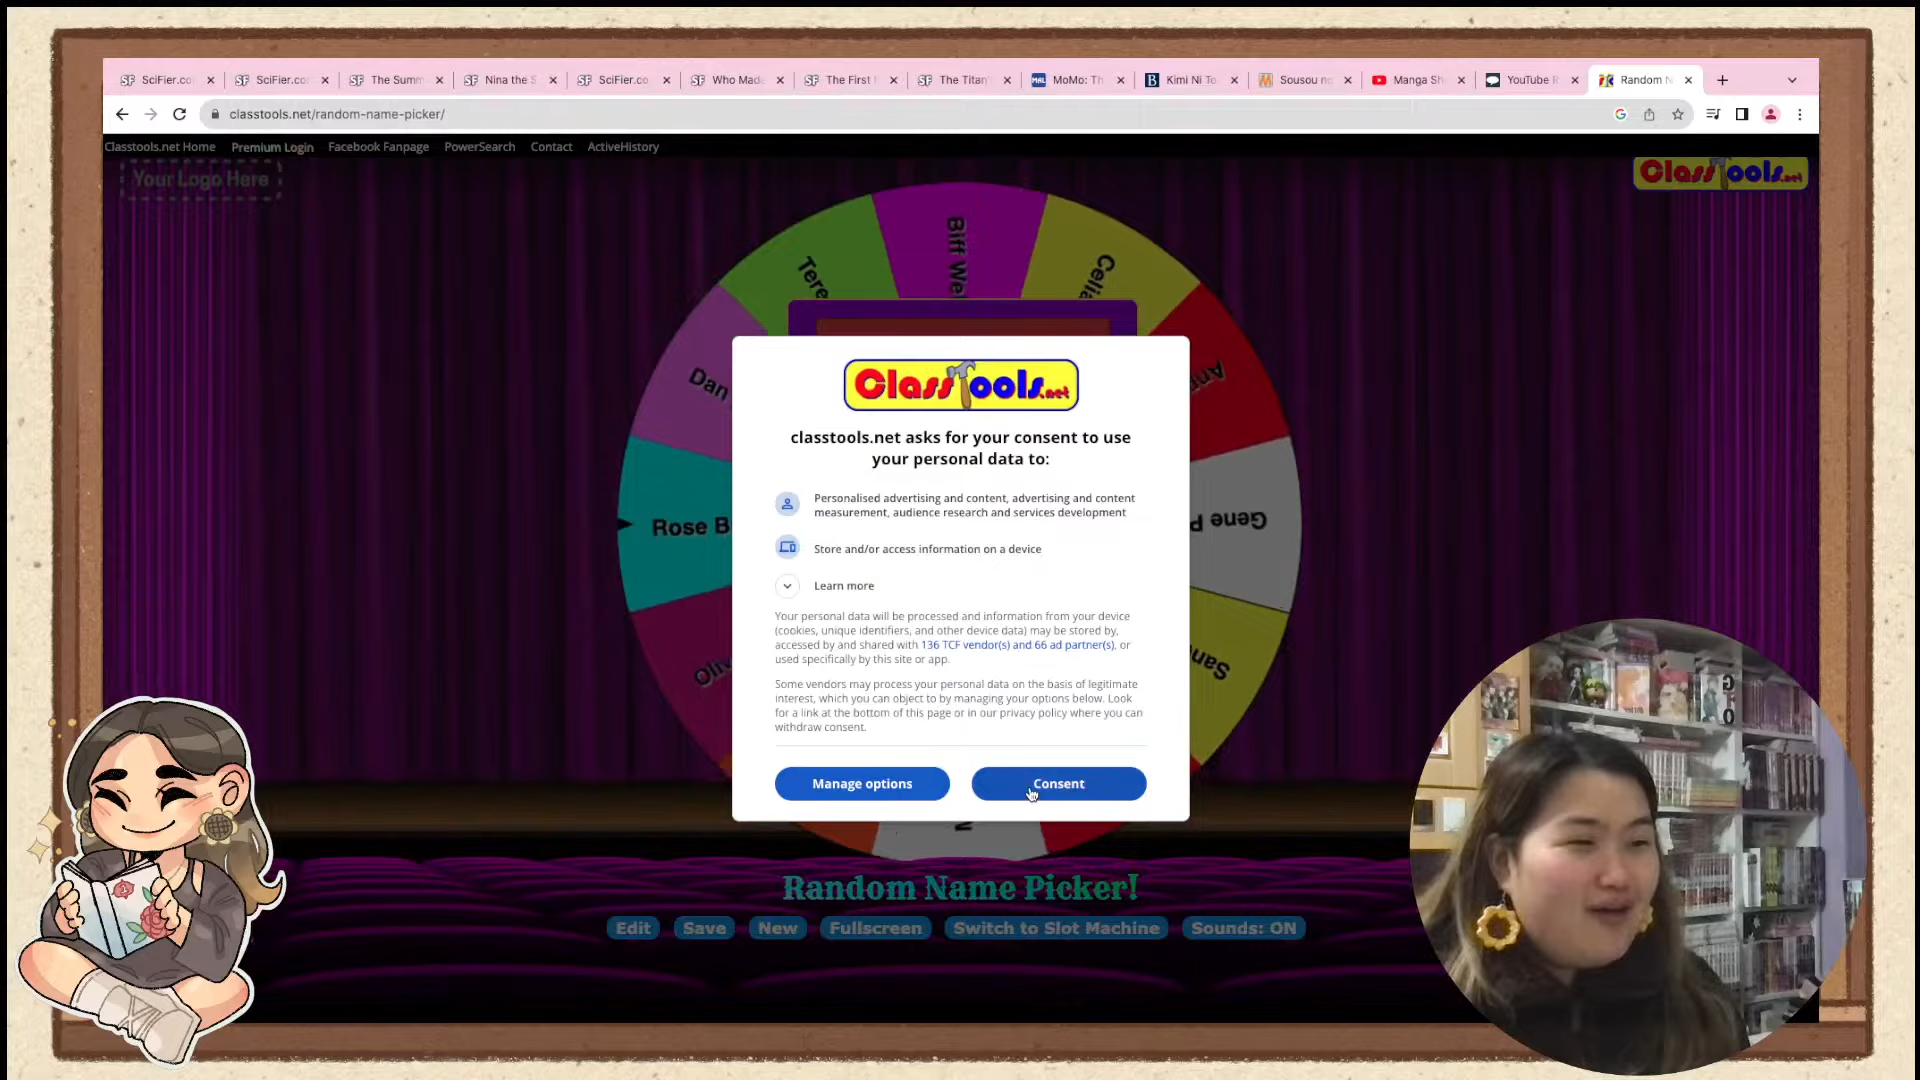 SciFier.co
SciFier.co
The Summ
Nina the S
SciFier.co
Who Made
The First
The Titan
MoMo: Th
Kimi Ni To
Sousou no
Manga Sh
YouTube R
Random N
classtools.net/random-name-picker/
Classtools.net Home Premium Login Facebook Fanpage PowerSearch Contact ActiveHistory
Your Logo Here
ClassTools.net
Tere
Biff Wel
Celia
Dan
Ang
Rose B
Gene P
Oliv
Sand
N
ClassTools.net
classtools.net asks for your consent to use
your personal data to:
Personalised advertising and content, advertising and content
measurement, audience research and services development
Store and/or access information on a device
Learn more
Your personal data will be processed and information from your device
(cookies, unique identifiers, and other device data) may be stored by,
accessed by and shared with 136 TCF vendor(s) and 66 ad partner(s), or
used specifically by this site or app.
Some vendors may process your personal data on the basis of legitimate
interest, which you can object to by managing your options below. Look
for a link at the bottom of this page or in our privacy policy where you can
withdraw consent.
Manage options
Consent
Random Name Picker!
Edit Save New Fullscreen Switch to Slot Machine Sounds: ON